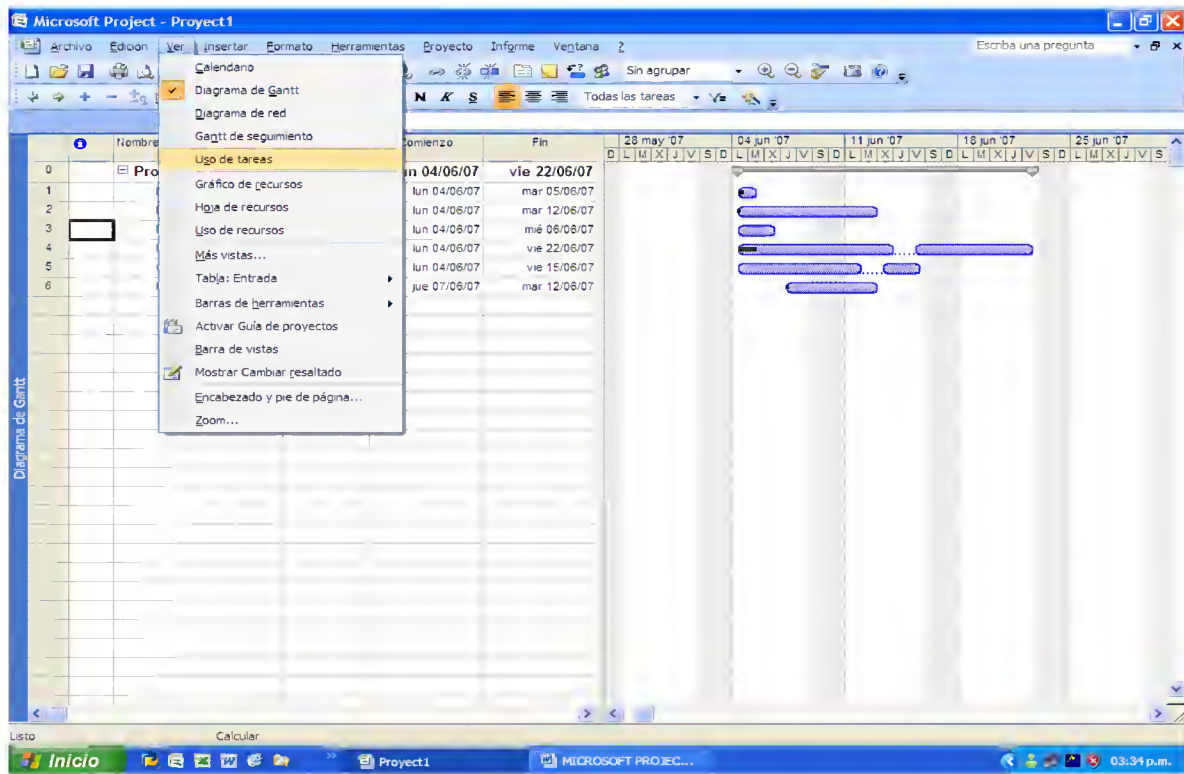 Microsoft Project - Proyect1
Archivo Edición Ver Insertar Formato Herramientas Proyecto Informe Ventana ? Escriba una pregunta
Sin agrupar
N K S Todas las tareas
Calendario
Diagrama de Gantt
Diagrama de red
Gantt de seguimiento
Uso de tareas
Gráfico de recursos
Hoja de recursos
Uso de recursos
Más vistas...
Tabla: Entrada
Barras de herramientas
Activar Guía de proyectos
Barra de vistas
Mostrar Cambiar resaltado
Encabezado y pie de página...
Zoom...
Nombre omienzo Fin
28 may '07 04 jun '07 11 jun '07 18 jun '07 25 jun '07
D L M X J V S D L M X J V S D L M X J V S D L M X J V S D L M X J V S
0 Pro n 04/06/07 vie 22/06/07
1 lun 04/06/07 mar 05/06/07
2 lun 04/06/07 mar 12/06/07
3 lun 04/06/07 mié 06/06/07
4 lun 04/06/07 vie 22/06/07
5 lun 04/06/07 vie 15/06/07
6 jue 07/06/07 mar 12/06/07
Diagrama de Gantt
Listo Calcular
Inicio Proyect1 MICROSOFT PROJEC... 03:34 p.m.